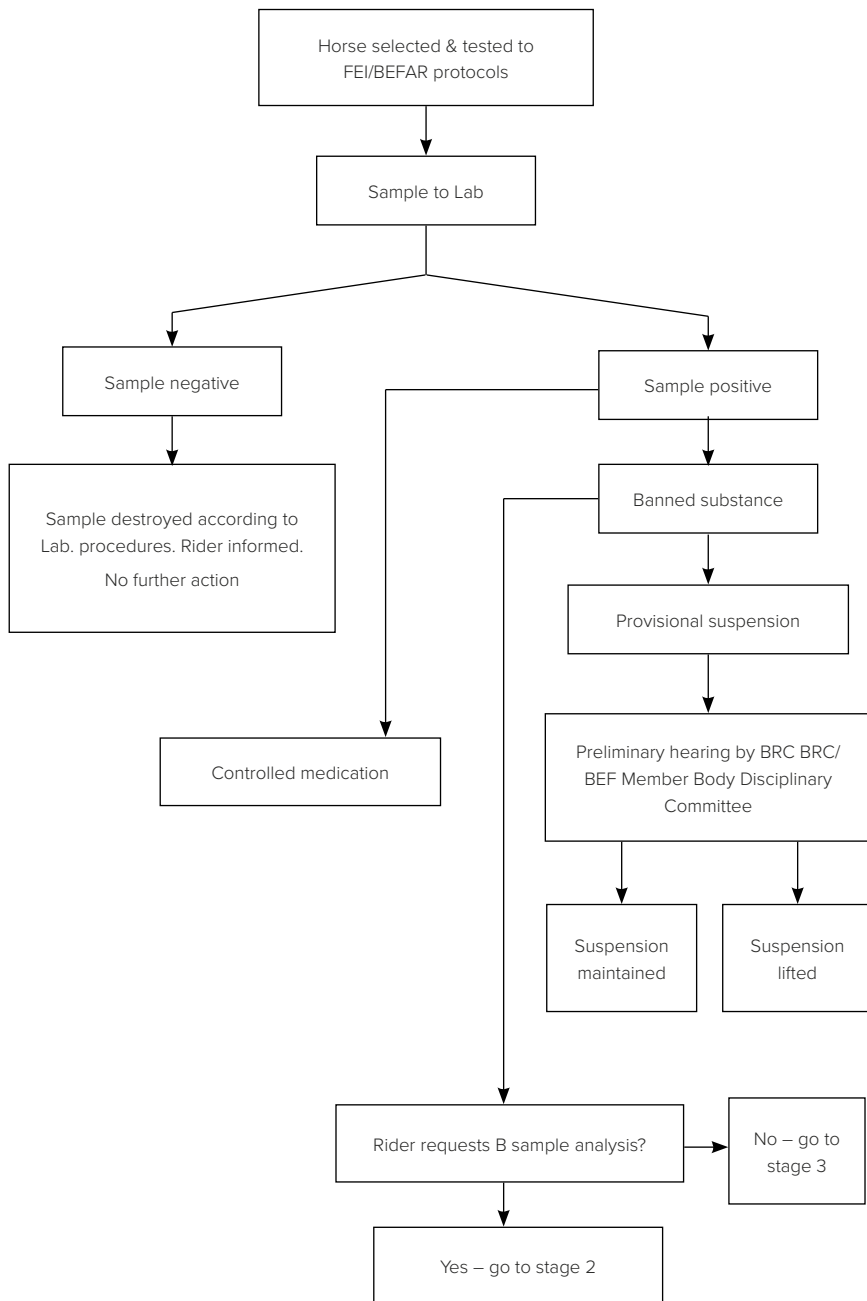 Horse selected & tested to
FEI/BEFAR protocols
Sample to Lab
Sample negative
Sample positive
Sample destroyed according to
Lab. procedures. Rider informed.
No further action
Banned substance
Provisional suspension
Controlled medication
Preliminary hearing by BRC BRC/
BEF Member Body Disciplinary
Committee
Suspension
maintained
Suspension
lifted
Rider requests B sample analysis?
No – go to
stage 3
Yes – go to stage 2